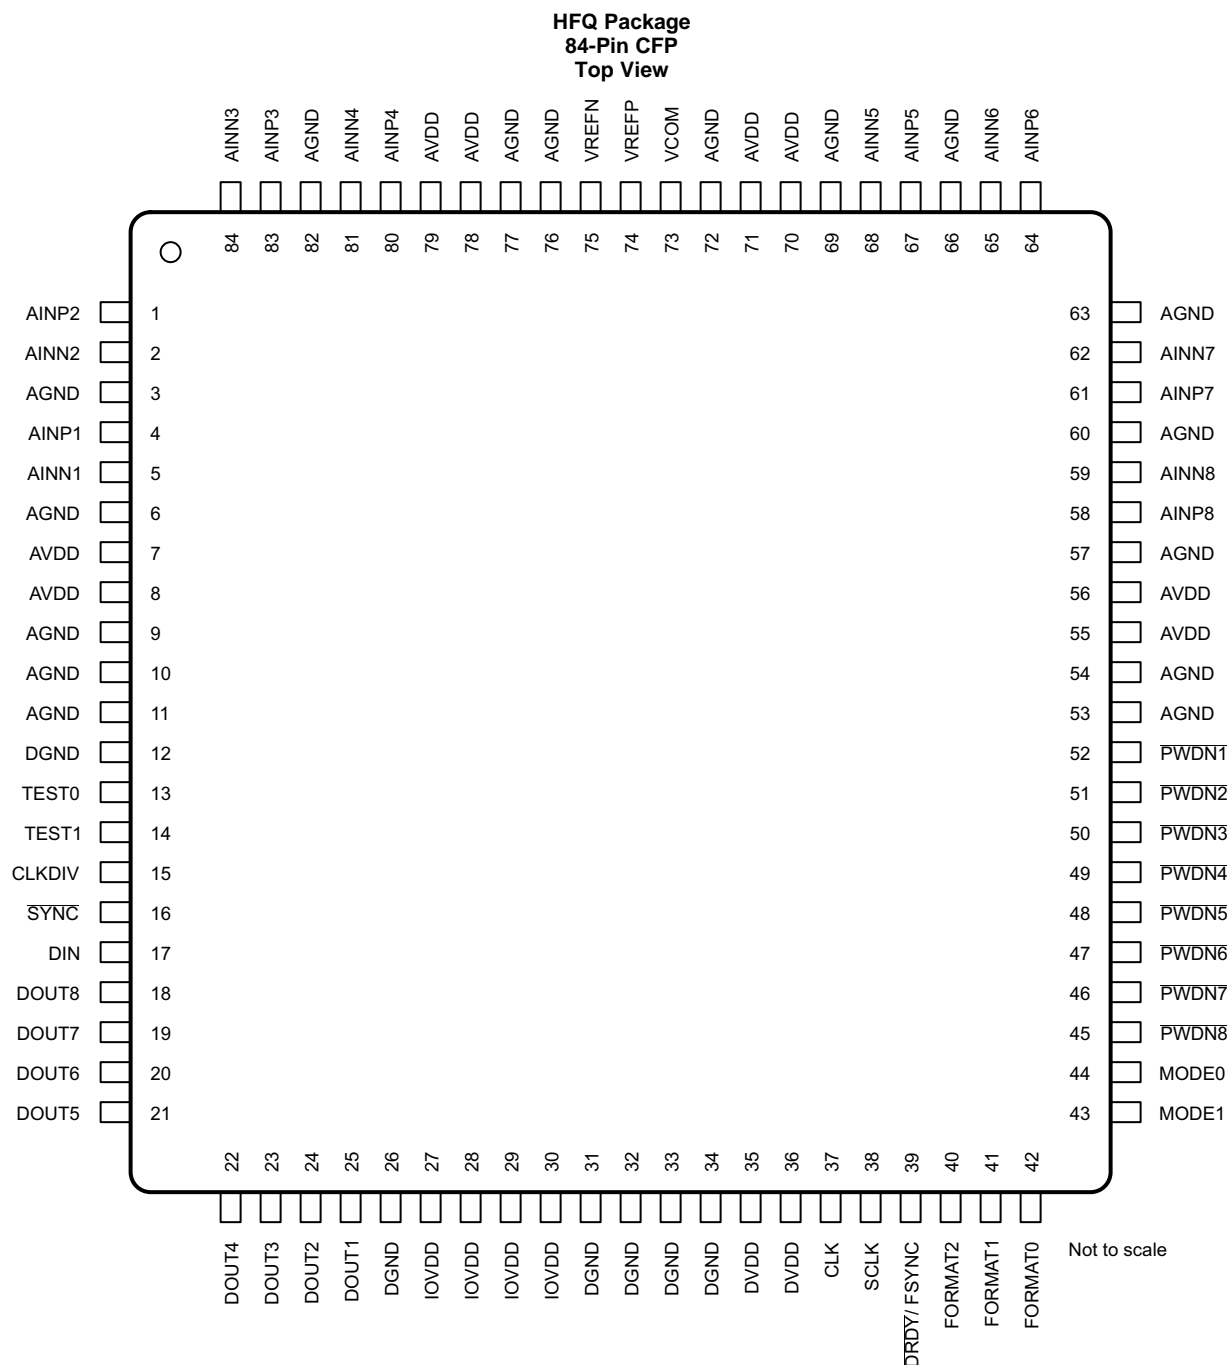 HFQ Package
84-Pin CFP
Top View
AINN3
AINP3
AGND
AINN4
AINP4
AVDD
AVDD
AGND
AGND
VREFN
VREFP
VCOM
AGND
AVDD
AVDD
AGND
AINN5
AINP5
AGND
AINN6
AINP6
84
83
82
81
80
79
78
77
76
75
74
73
72
71
70
69
68
67
66
65
64
AINP2 1
AINN2 2
AGND 3
AINP1 4
AINN1 5
AGND 6
AVDD 7
AVDD 8
AGND 9
AGND 10
AGND 11
DGND 12
TEST0 13
TEST1 14
CLKDIV 15
SYNC 16
DIN 17
DOUT8 18
DOUT7 19
DOUT6 20
DOUT5 21
63 AGND
62 AINN7
61 AINP7
60 AGND
59 AINN8
58 AINP8
57 AGND
56 AVDD
55 AVDD
54 AGND
53 AGND
52 PWDN1
51 PWDN2
50 PWDN3
49 PWDN4
48 PWDN5
47 PWDN6
46 PWDN7
45 PWDN8
44 MODE0
43 MODE1
22
23
24
25
26
27
28
29
30
31
32
33
34
35
36
37
38
39
40
41
42
DOUT4
DOUT3
DOUT2
DOUT1
DGND
IOVDD
IOVDD
IOVDD
IOVDD
DGND
DGND
DGND
DGND
DVDD
DVDD
CLK
SCLK
DRDY/ FSYNC
FORMAT2
FORMAT1
FORMAT0
Not to scale